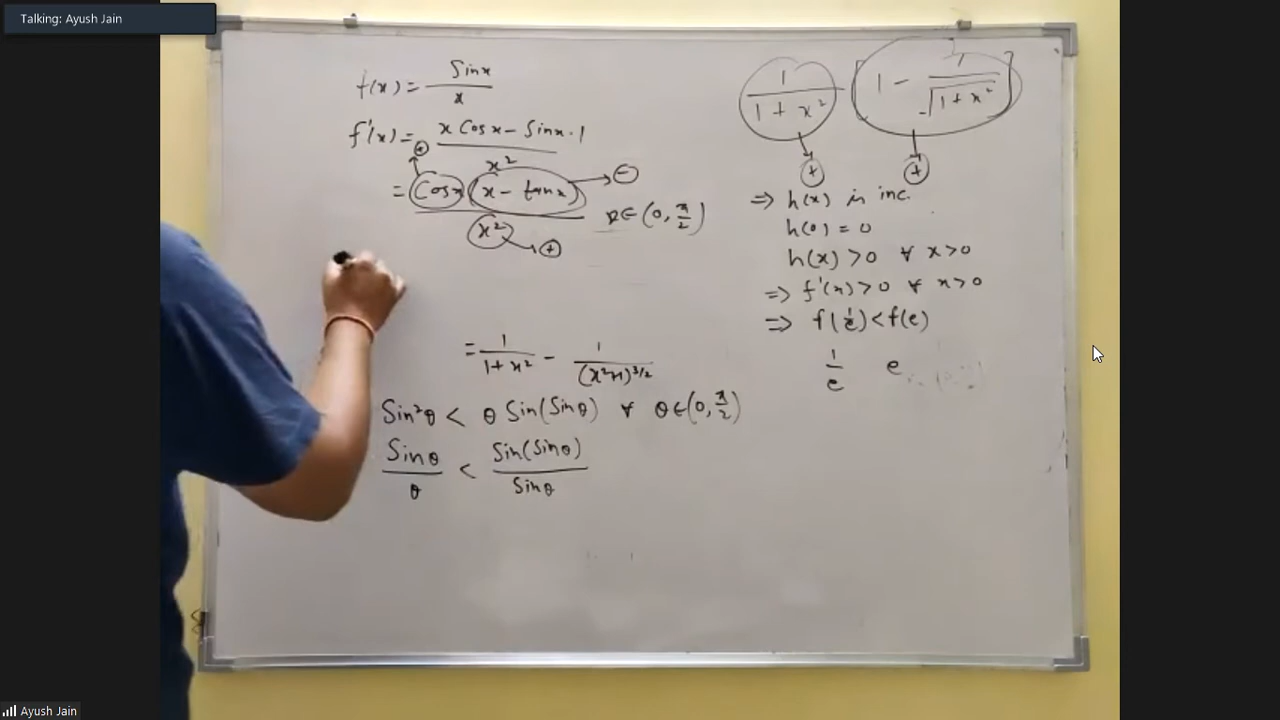 Talking: Ayush Jain
f(x) = Sinx / x
f'(x) = x Cosx - Sinx · 1 / x²
= Cosx (x - tanx) / x²
⊕
⊖
⊕
x ∈ (0, π/2)
= 1 / 1 + x² - 1 / (x²+1)^3/2
Sin²θ < θ Sin(Sinθ) ∀ θ ∈ (0, π/2)
Sinθ / θ < Sin(Sinθ) / Sinθ
1 / 1 + x² [1 - 1 / √1 + x²]
⊕ ⊕
⇒ h(x) is inc.
h(0) = 0
h(x) > 0 ∀ x > 0
⇒ f'(x) > 0 ∀ x > 0
⇒ f(1/e) < f(e)
1/e e
Ayush Jain